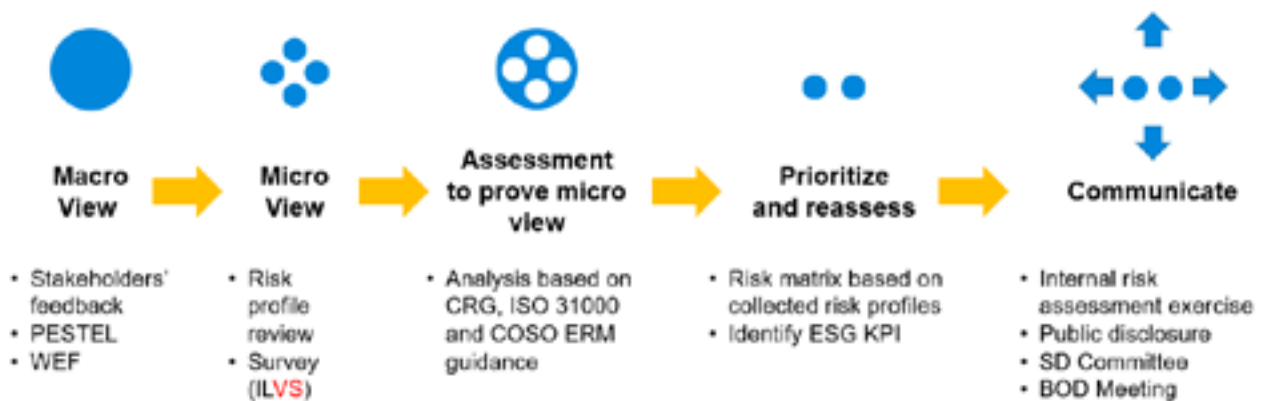 Macro
View
Micro
View
Assessment
to prove micro
view
Prioritize
and reassess
Communicate
• Stakeholders'
feedback
• PESTEL
• WEF
• Risk
profile
review
• Survey
(ILVS)
• Analysis based on
CRG, ISO 31000
and COSO ERM
guidance
• Risk matrix based on
collected risk profiles
• Identify ESG KPI
• Internal risk
assessment exercise
• Public disclosure
• SD Committee
• BOD Meeting